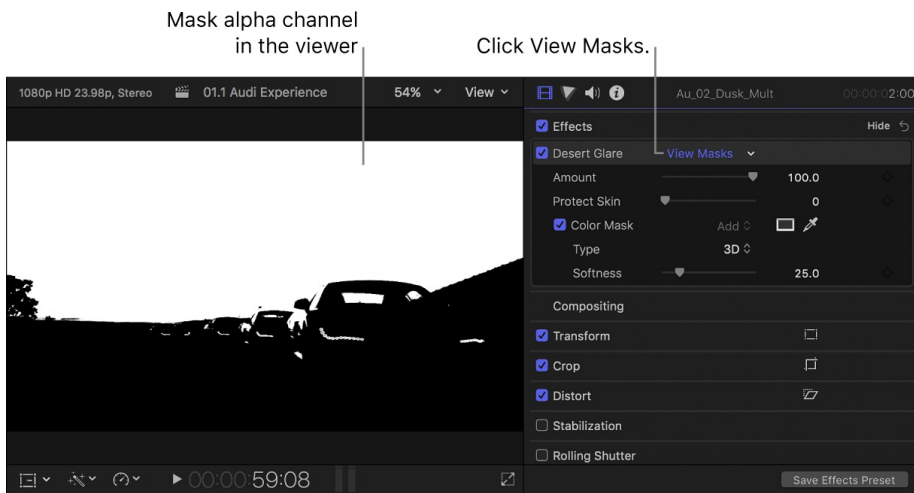 Mask alpha channel
in the viewer
Click View Masks.
1080p HD 23.98p, Stereo 01.1 Audi Experience 54% View
Au_02_Dusk_Mult 00:00:02:00
Effects Hide
Desert Glare View Masks
Amount 100.0
Protect Skin 0
Color Mask Add
Type 3D
Softness 25.0
Compositing
Transform
Crop
Distort
Stabilization
Rolling Shutter
00:00:59:08
Save Effects Preset